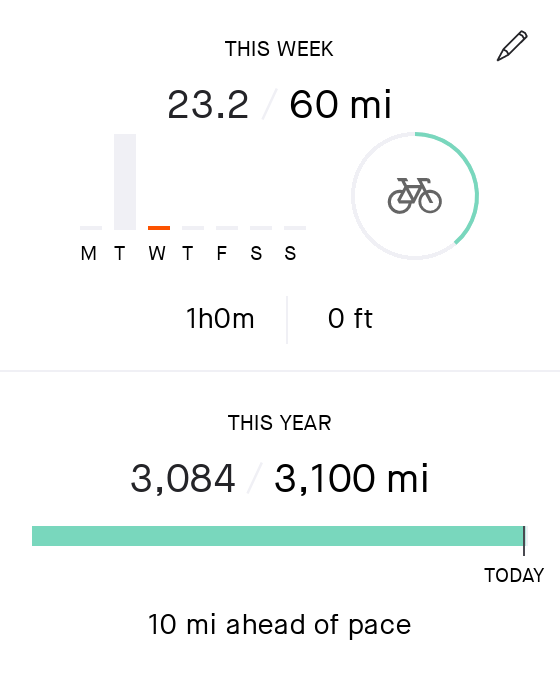 THIS WEEK
23.2 / 60 mi
M T W T F S S
1h0m 0 ft
THIS YEAR
3,084 / 3,100 mi
TODAY
10 mi ahead of pace